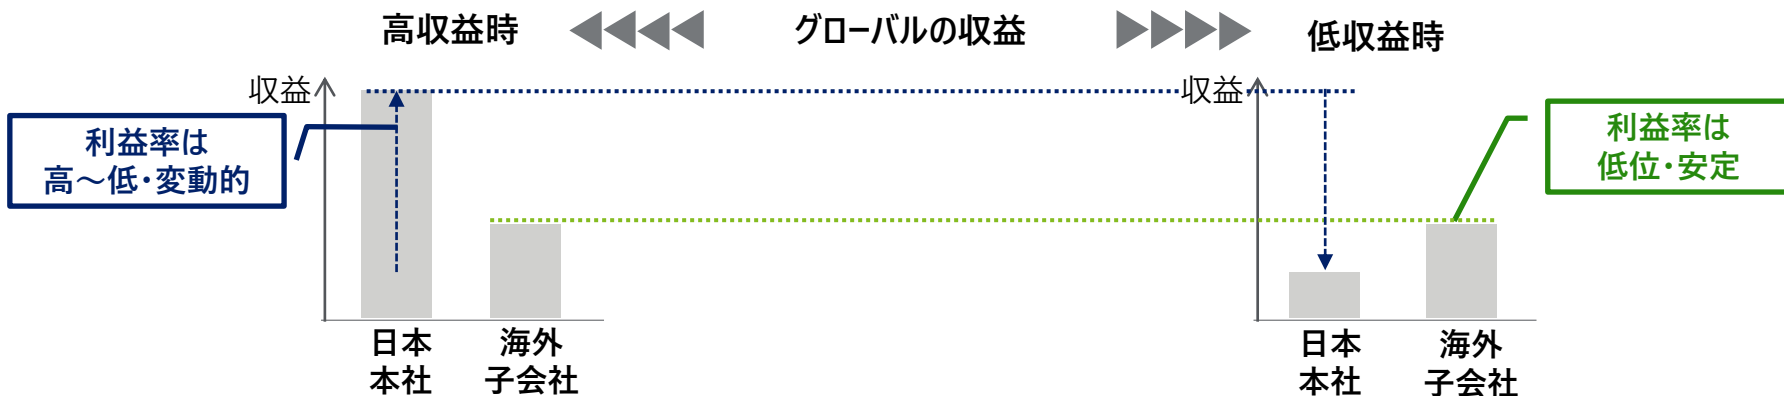 高収益時
グローバルの収益
低収益時
収益
収益
利益率は
高～低・変動的
利益率は
低位・安定
日本
本社
海外
子会社
日本
本社
海外
子会社